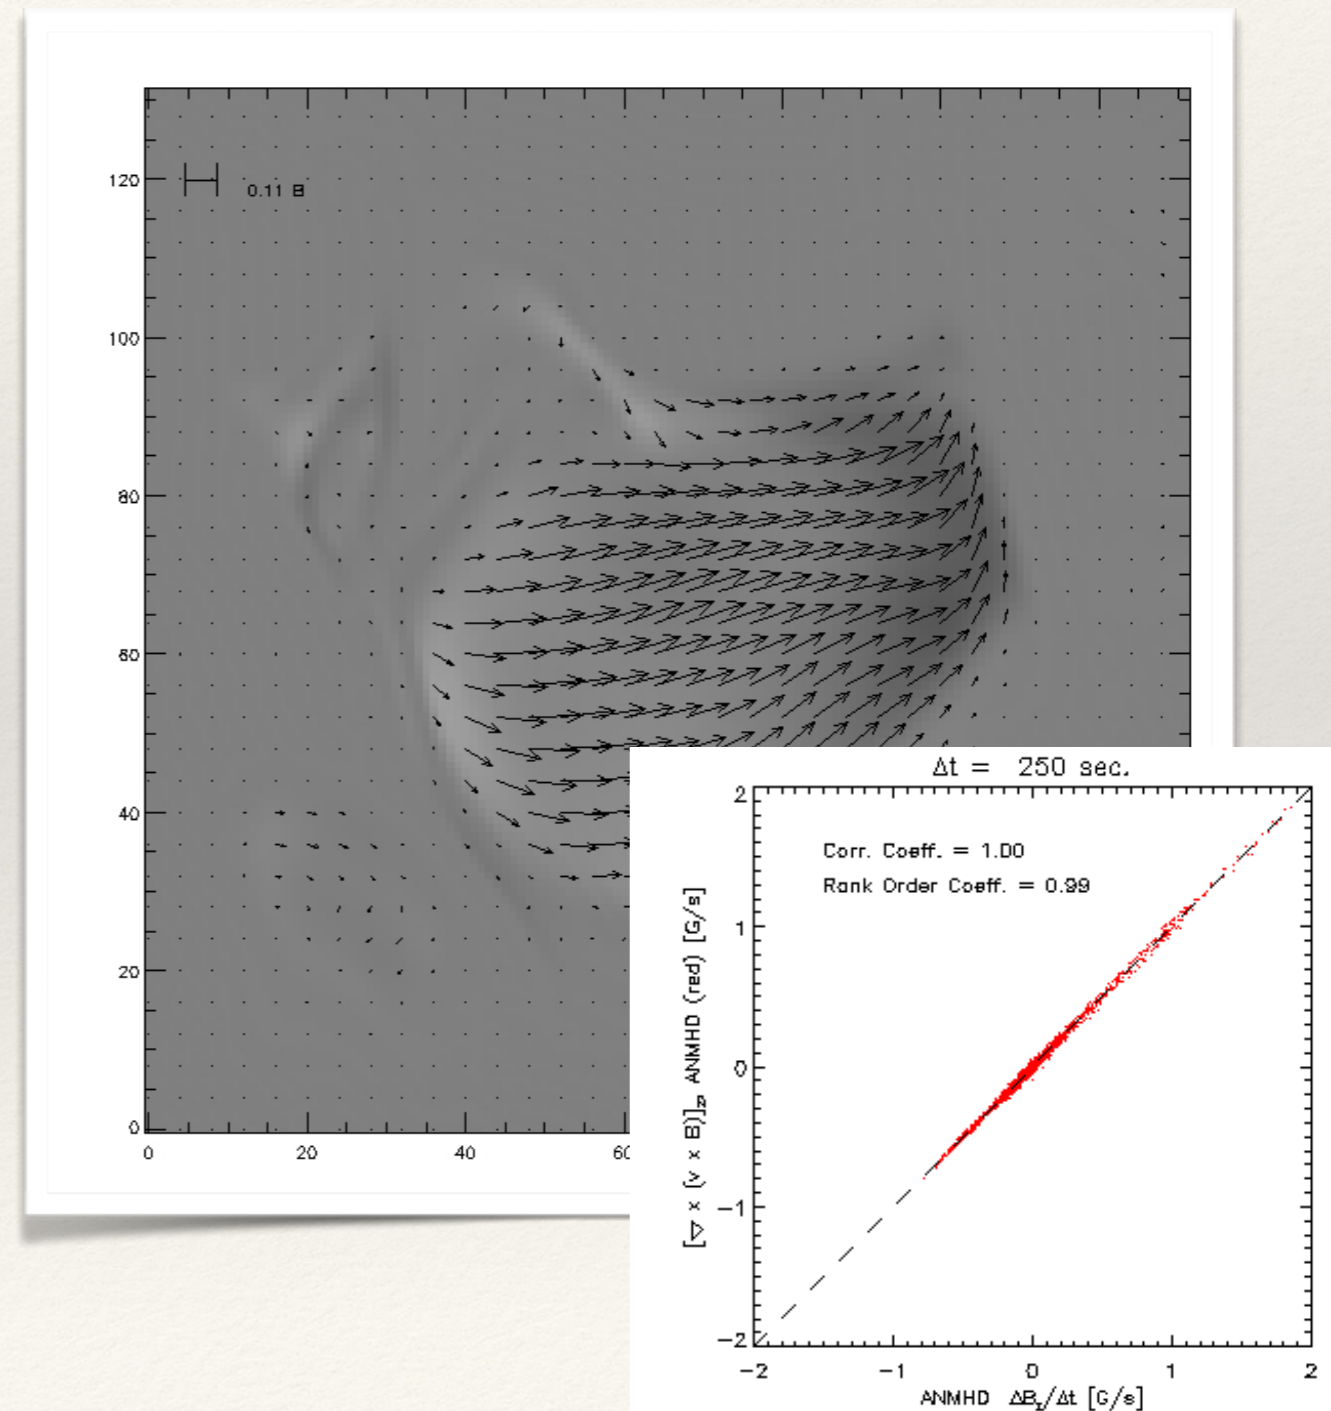 120
0.11 B
100
80
60
40
20
0
0 20 40 60
Δt = 250 sec.
Corr. Coeff. = 1.00
Rank Order Coeff. = 0.99
[∇ x (v x B)]z ANMHD (red) [G/s]
2
1
0
−1
−2
−2 −1 0 1 2
ANMHD ΔBz/Δt [G/s]